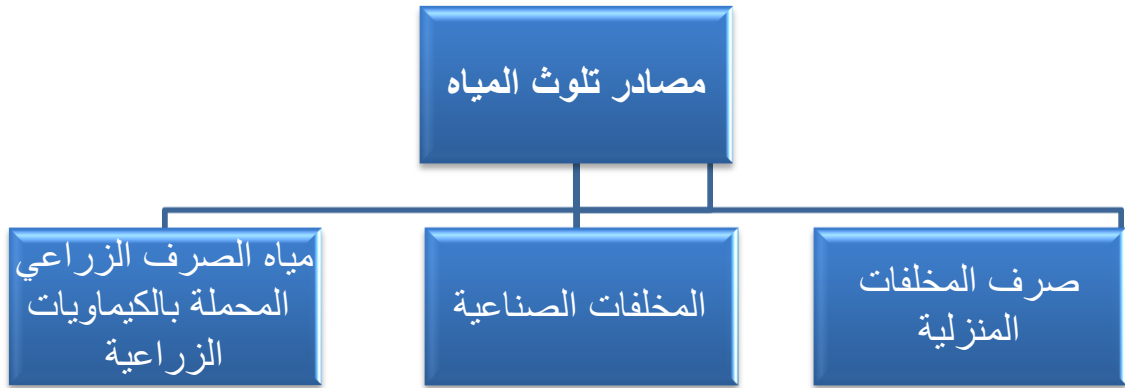 مصادر تلوث المياه
صرف المخلفات
المنزلية
المخلفات الصناعية
مياه الصرف الزراعي
المحملة بالكيماويات
الزراعية